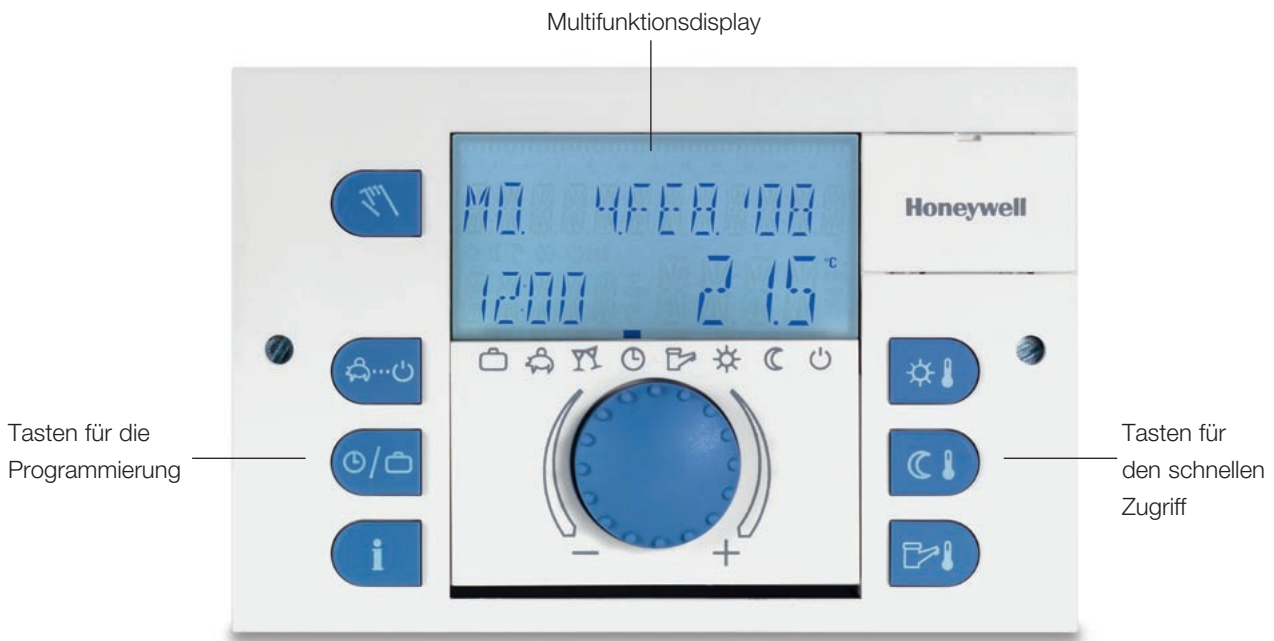 Multifunktionsdisplay
MO. 4.FEB.'08
Honeywell
12:00 21.5 °C
Tasten für die
Programmierung
Tasten für
den schnellen
Zugriff
i
− +